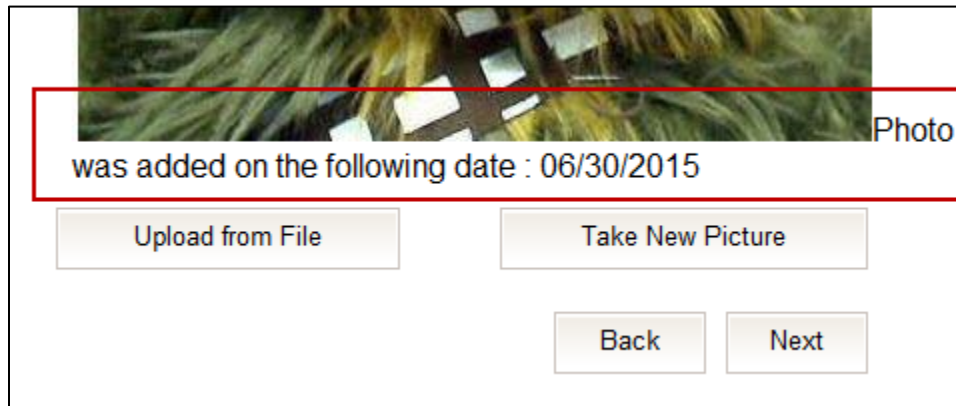 Photo
was added on the following date : 06/30/2015
Upload from File
Take New Picture
Back
Next